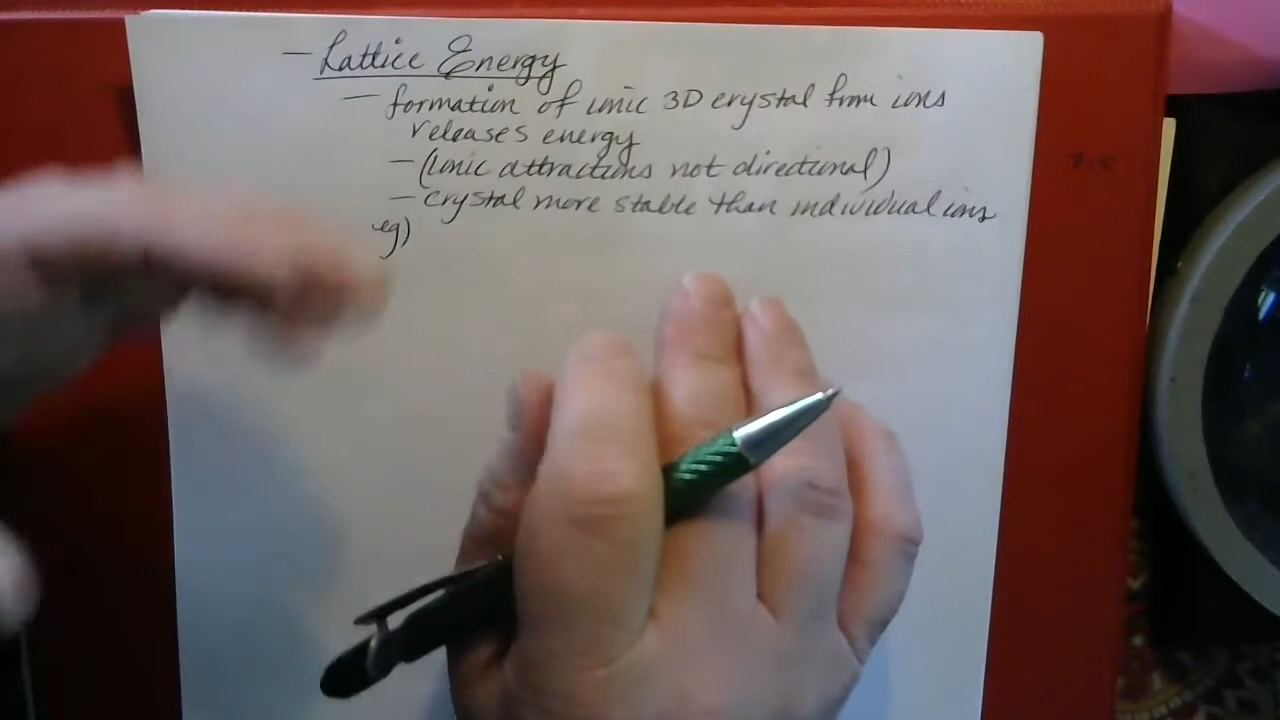 - Lattice Energy
- formation of ionic 3D crystal from ions
releases energy
- (ionic attractions not directional)
- crystal more stable than individual ions
eg)